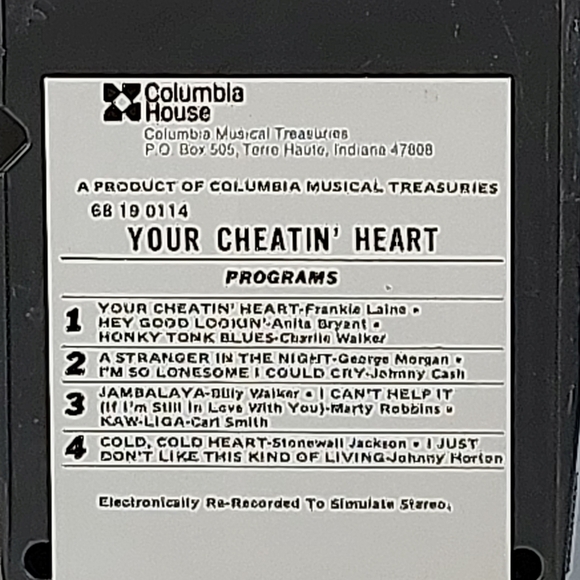 Columbia
House
Columbia Musical Treasuries
P.O. Box 505, Terre Haute, Indiana 47808
A PRODUCT OF COLUMBIA MUSICAL TREASURIES
6B 19 0114
YOUR CHEATIN' HEART
PROGRAMS
1 YOUR CHEATIN' HEART-Frankie Laine •
HEY GOOD LOOKIN'-Anita Bryant •
HONKY TONK BLUES-Charlie Walker
2 A STRANGER IN THE NIGHT-George Morgan •
I'M SO LONESOME I COULD CRY-Johnny Cash
3 JAMBALAYA-Billy Walker • I CAN'T HELP IT
(If I'm Still In Love With You)-Marty Robbins •
KAW-LIGA-Carl Smith
4 COLD, COLD HEART-Stonewall Jackson • I JUST
DON'T LIKE THIS KIND OF LIVING-Johnny Horton
Electronically Re-Recorded To Simulate Stereo.